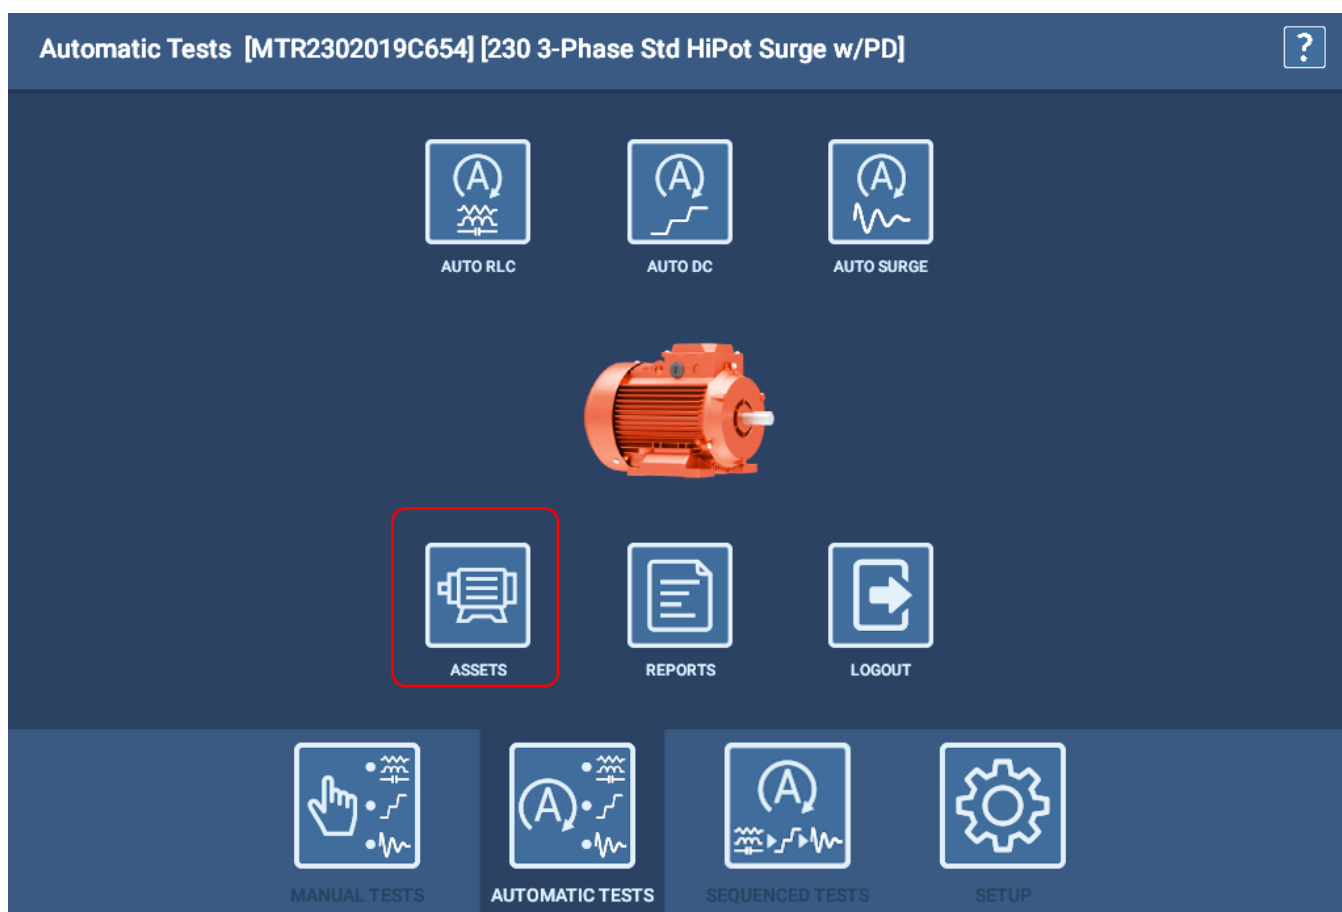 Automatic Tests [MTR2302019C654] [230 3-Phase Std HiPot Surge w/PD]
?
AUTO RLC
AUTO DC
AUTO SURGE
ASSETS
REPORTS
LOGOUT
MANUAL TESTS
AUTOMATIC TESTS
SEQUENCED TESTS
SETUP